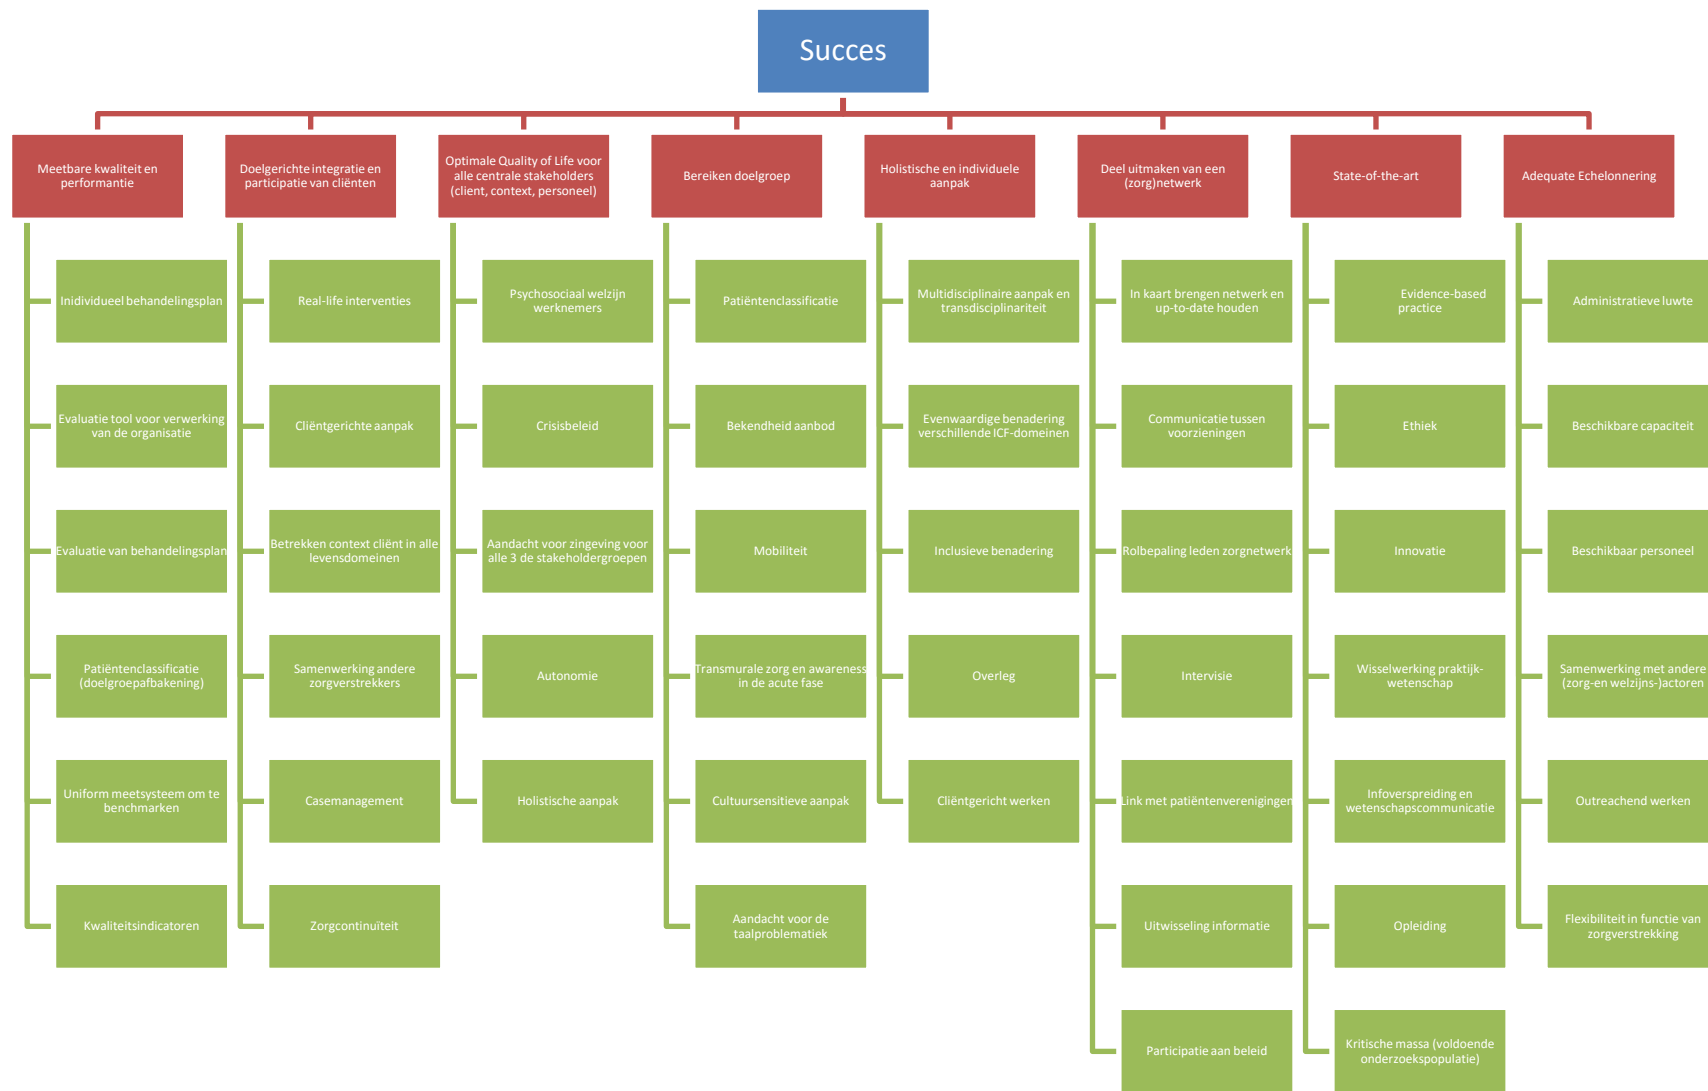 Succes
Meetbare kwaliteit en
performantie
Doelgerichte integratie en
participatie van cliënten
Optimale Quality of Life voor
alle centrale stakeholders
(client, context, personeel)
Bereiken doelgroep
Holistische en individuele
aanpak
Deel uitmaken van een
(zorg)netwerk
State-of-the-art
Adequate Echelonnering
Inidividueel behandelingsplan
Evaluatie tool voor verwerking
van de organisatie
Evaluatie van behandelingsplan
Patiëntenclassificatie
(doelgroepafbakening)
Uniform meetsysteem om te
benchmarken
Kwaliteitsindicatoren
Real-life interventies
Cliëntgerichte aanpak
Betrekken context cliënt in alle
levensdomeinen
Samenwerking andere
zorgverstrekkers
Casemanagement
Zorgcontinuïteit
Psychosociaal welzijn
werknemers
Crisisbeleid
Aandacht voor zingeving voor
alle 3 de stakeholdergroepen
Autonomie
Holistische aanpak
Patiëntenclassificatie
Bekendheid aanbod
Mobiliteit
Transmurale zorg en awareness
in de acute fase
Cultuursensitieve aanpak
Aandacht voor de
taalproblematiek
Multidisciplinaire aanpak en
transdisciplinariteit
Evenwaardige benadering
verschillende ICF-domeinen
Inclusieve benadering
Overleg
Cliëntgericht werken
In kaart brengen netwerk en
up-to-date houden
Communicatie tussen
voorzieningen
Rolbepaling leden zorgnetwerk
Intervisie
Link met patiëntenverenigingen
Uitwisseling informatie
Participatie aan beleid
Evidence-based
practice
Ethiek
Innovatie
Wisselwerking praktijk-
wetenschap
Infoverspreiding en
wetenschapscommunicatie
Opleiding
Kritische massa (voldoende
onderzoekspopulatie)
Administratieve luwte
Beschikbare capaciteit
Beschikbaar personeel
Samenwerking met andere
(zorg-en welzijns-)actoren
Outreachend werken
Flexibiliteit in functie van
zorgverstrekking